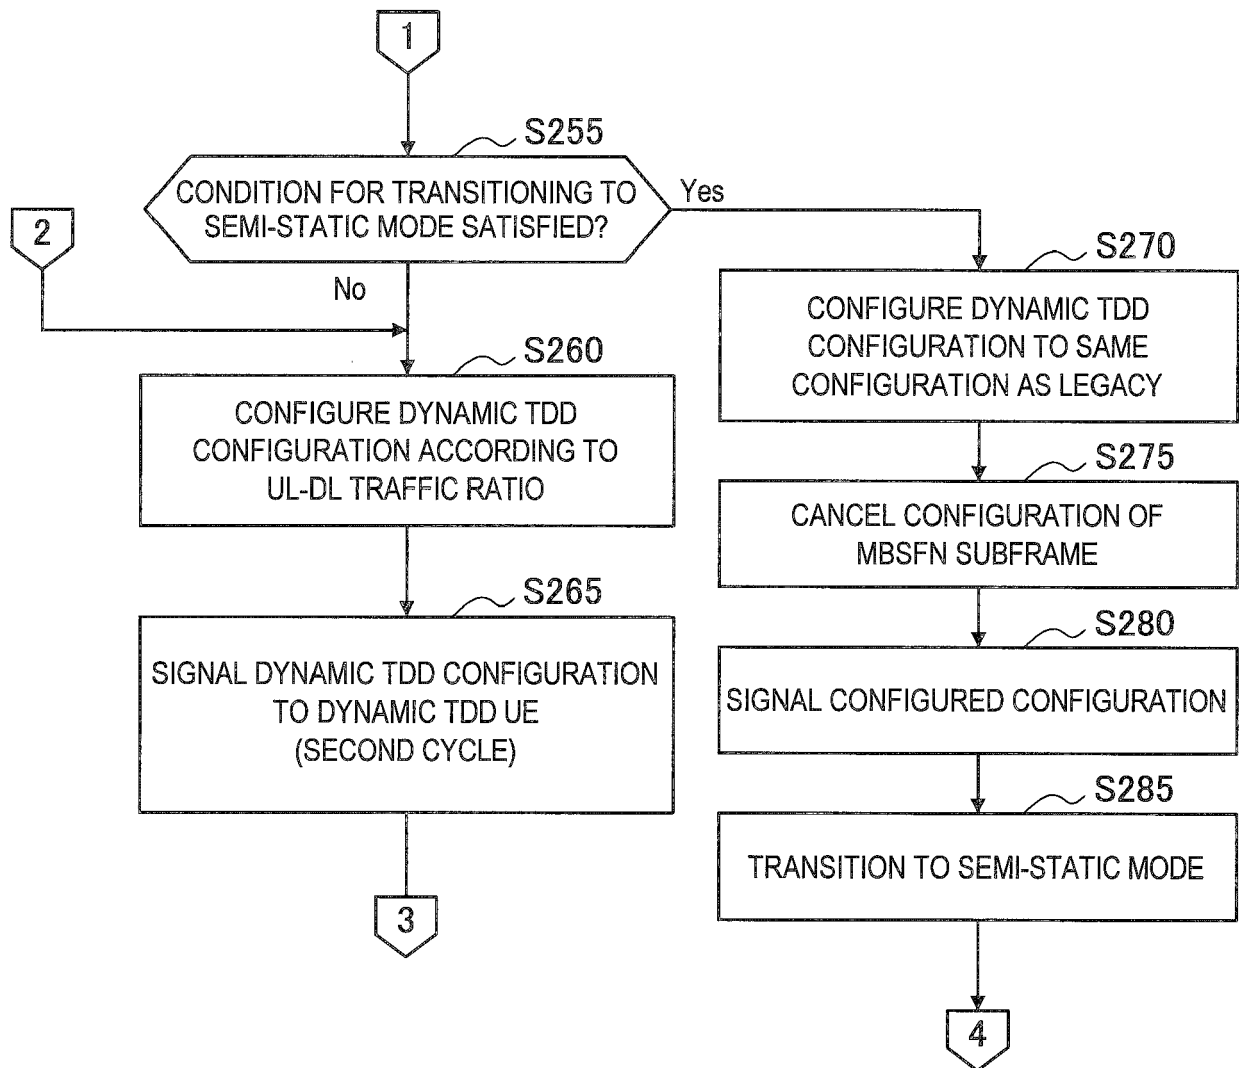 1
S255
CONDITION FOR TRANSITIONING TO
SEMI-STATIC MODE SATISFIED?
Yes
2
No
S260
CONFIGURE DYNAMIC TDD
CONFIGURATION ACCORDING TO
UL-DL TRAFFIC RATIO
S265
SIGNAL DYNAMIC TDD CONFIGURATION
TO DYNAMIC TDD UE
(SECOND CYCLE)
3
S270
CONFIGURE DYNAMIC TDD
CONFIGURATION TO SAME
CONFIGURATION AS LEGACY
S275
CANCEL CONFIGURATION OF
MBSFN SUBFRAME
S280
SIGNAL CONFIGURED CONFIGURATION
S285
TRANSITION TO SEMI-STATIC MODE
4